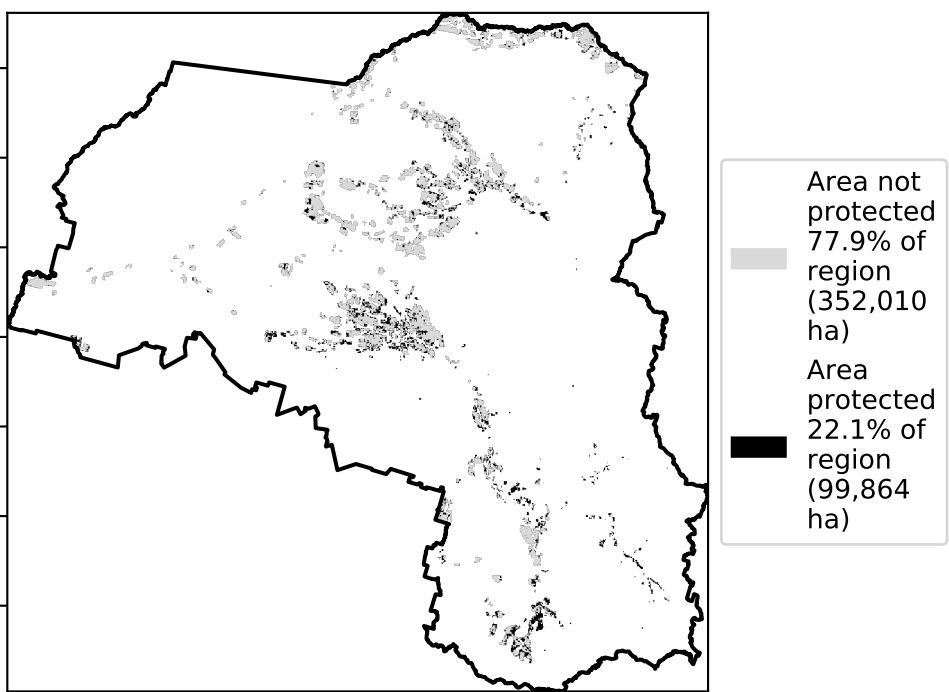 Area not
protected
77.9% of
region
(352,010
ha)
Area
protected
22.1% of
region
(99,864
ha)